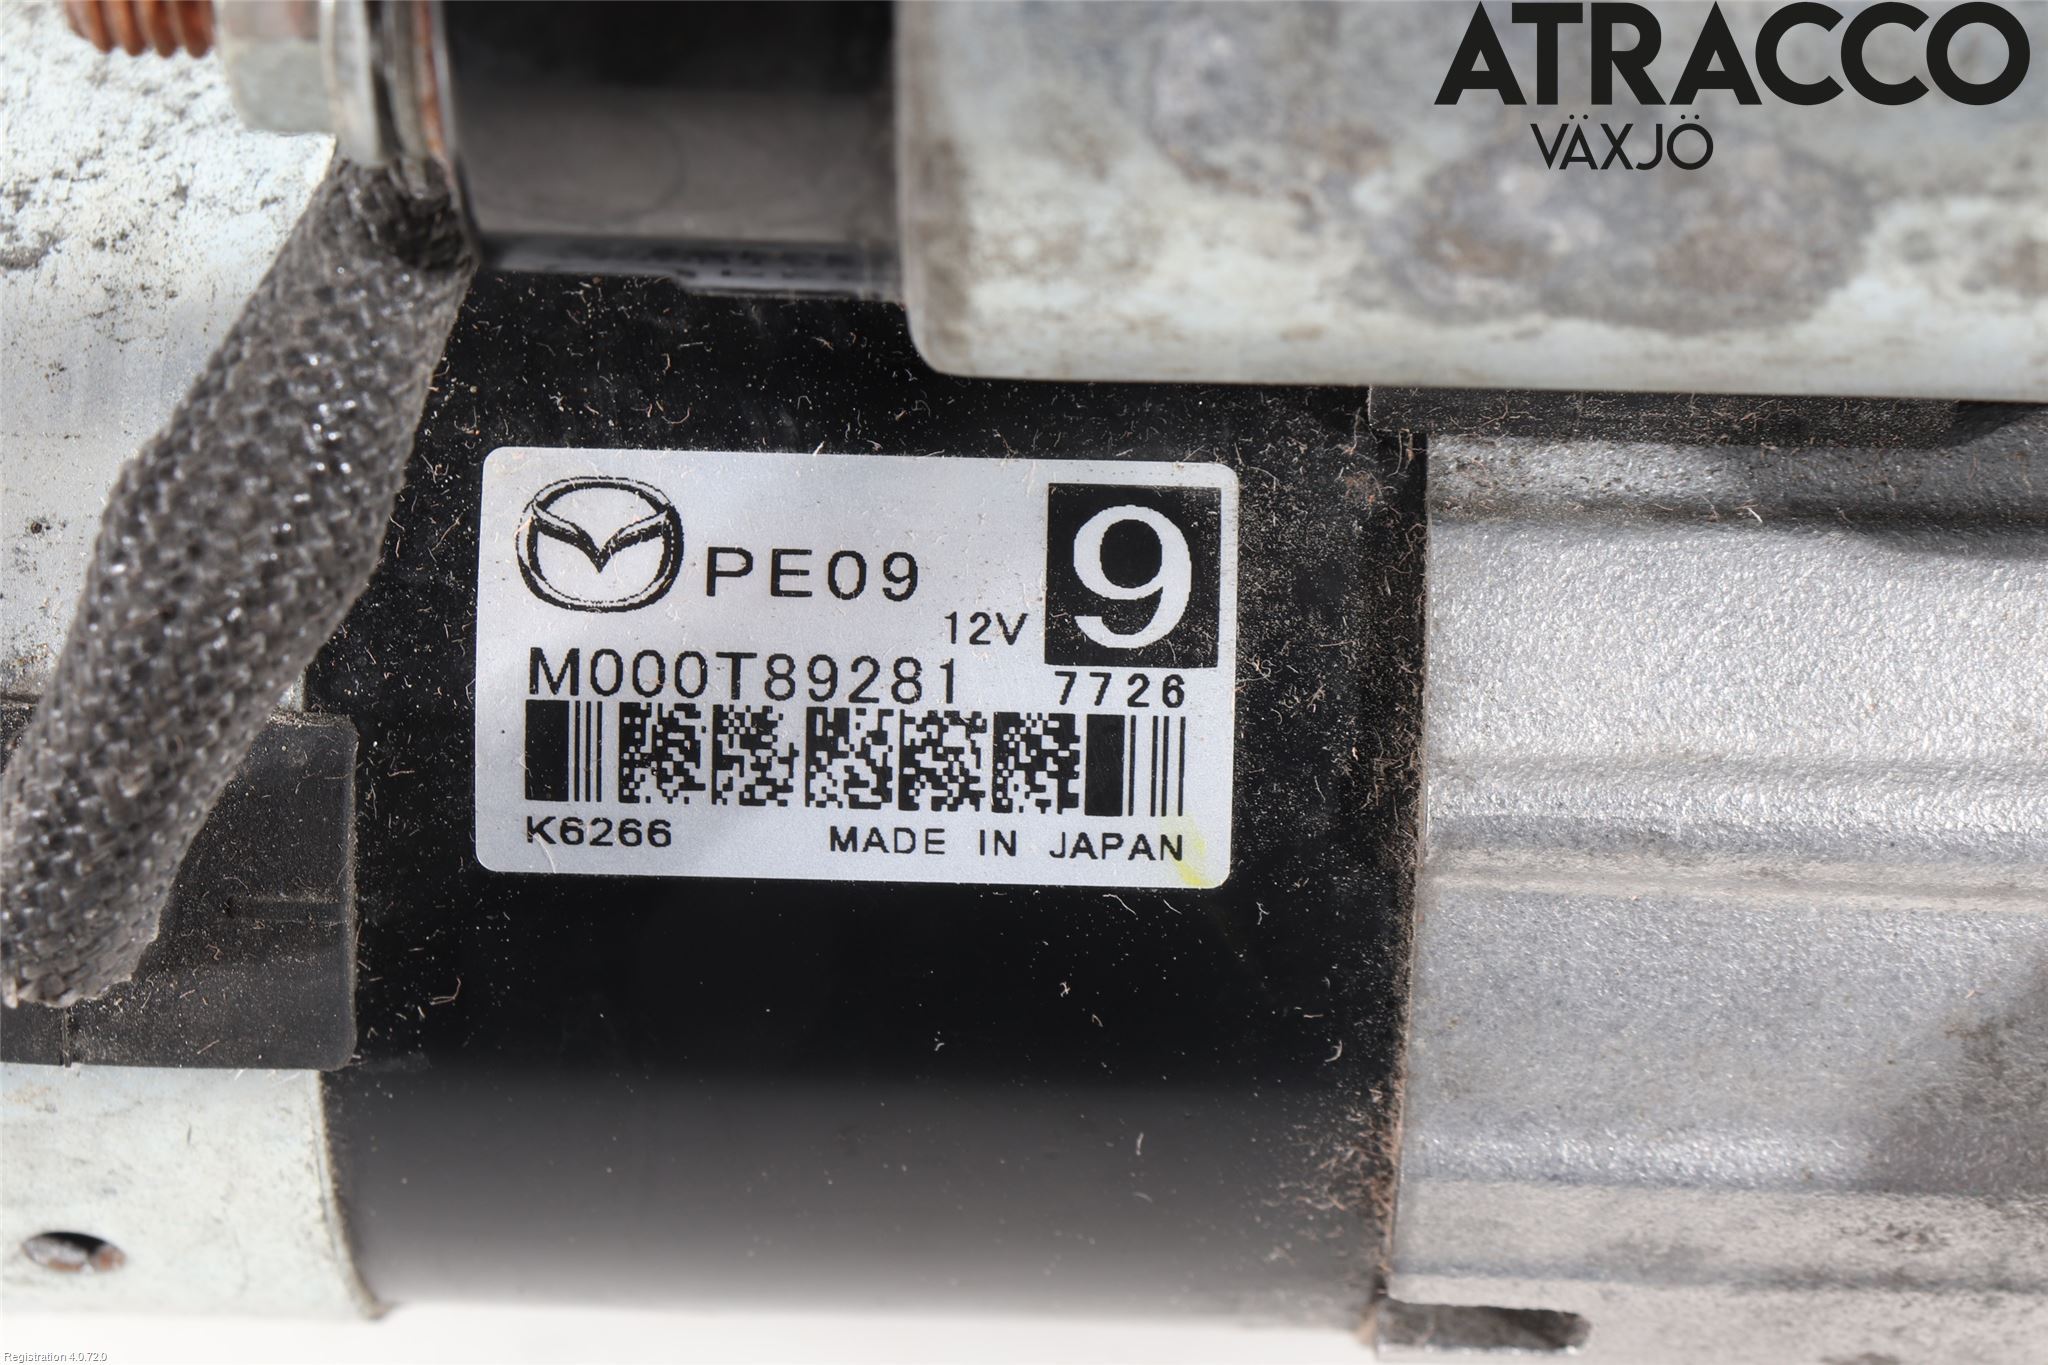 ATRACCO
VÄXJÖ
PE09
9
12V
M000T89281
7726
K6266
MADE IN JAPAN
Registration 4.0.72.0